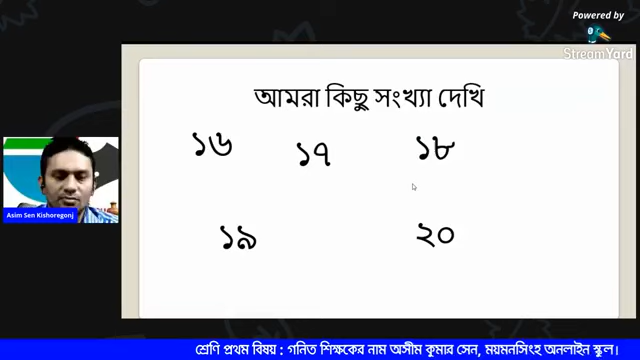 Powered by
StreamYard
আমরা কিছু সংখ্যা দেখি
১৬ ১৭ ১৮
১৯ ২০
Asim Sen Kishoregonj
শ্রেণি প্রথম বিষয় : গনিত শিক্ষকের নাম অসীম কুমার সেন, ময়মনসিংহ অনলাইন স্কুল।